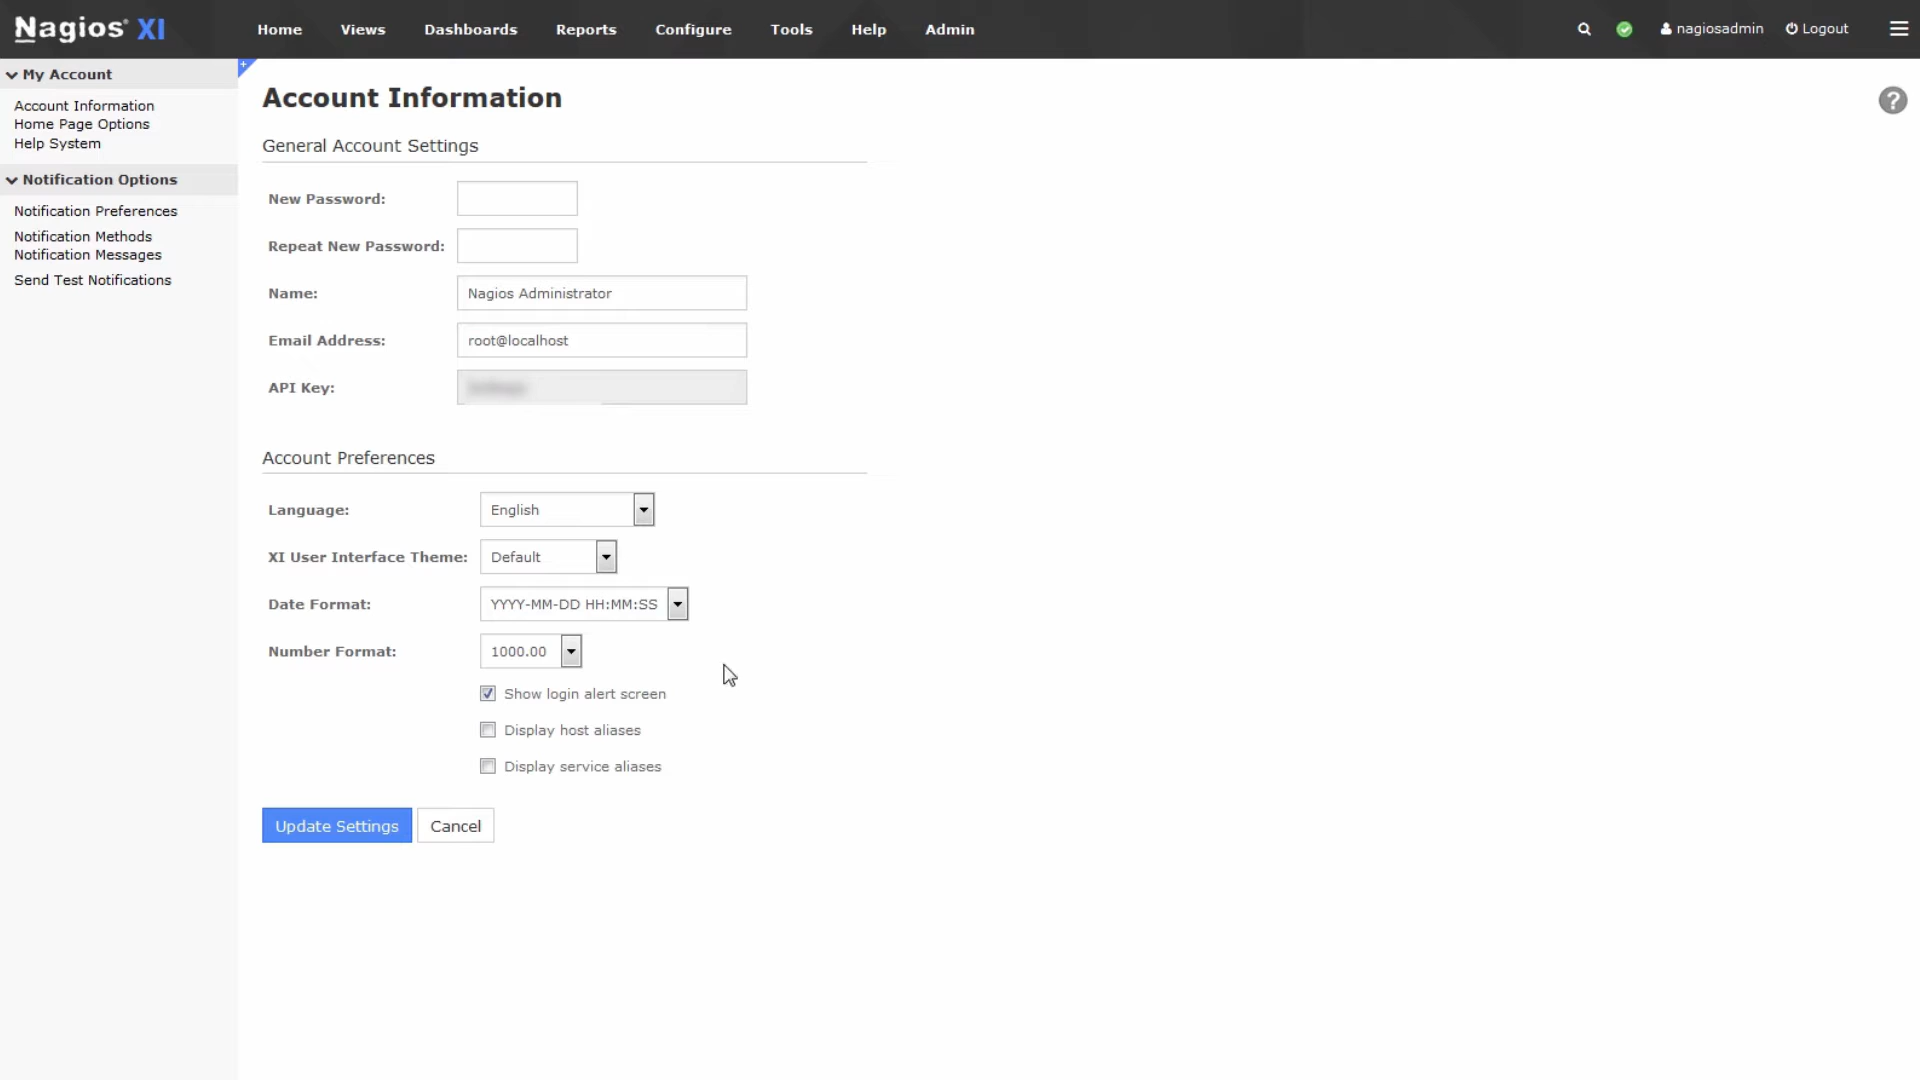 Nagios® XI
Home Views Dashboards Reports Configure Tools Help Admin
nagiosadmin Logout
My Account
Account Information
Home Page Options
Help System
Notification Options
Notification Preferences
Notification Methods
Notification Messages
Send Test Notifications
+
Account Information
?
General Account Settings
New Password:
Repeat New Password:
Name: Nagios Administrator
Email Address: root@localhost
API Key:
Account Preferences
Language: English
XI User Interface Theme: Default
Date Format: YYYY-MM-DD HH:MM:SS
Number Format: 1000.00
Show login alert screen
Display host aliases
Display service aliases
Update Settings Cancel